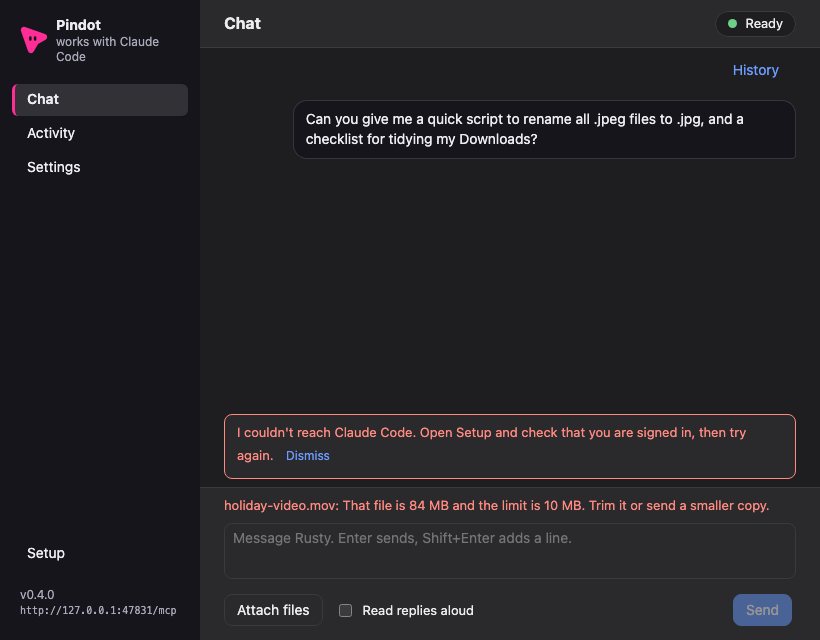 Pindot
works with Claude
Code
Chat
Activity
Settings
Setup
v0.4.0
http://127.0.0.1:47831/mcp
Chat
Ready
History
Can you give me a quick script to rename all .jpeg files to .jpg, and a
checklist for tidying my Downloads?
I couldn't reach Claude Code. Open Setup and check that you are signed in, then try
again. Dismiss
holiday-video.mov: That file is 84 MB and the limit is 10 MB. Trim it or send a smaller copy.
Message Rusty. Enter sends, Shift+Enter adds a line.
Attach files
Read replies aloud
Send